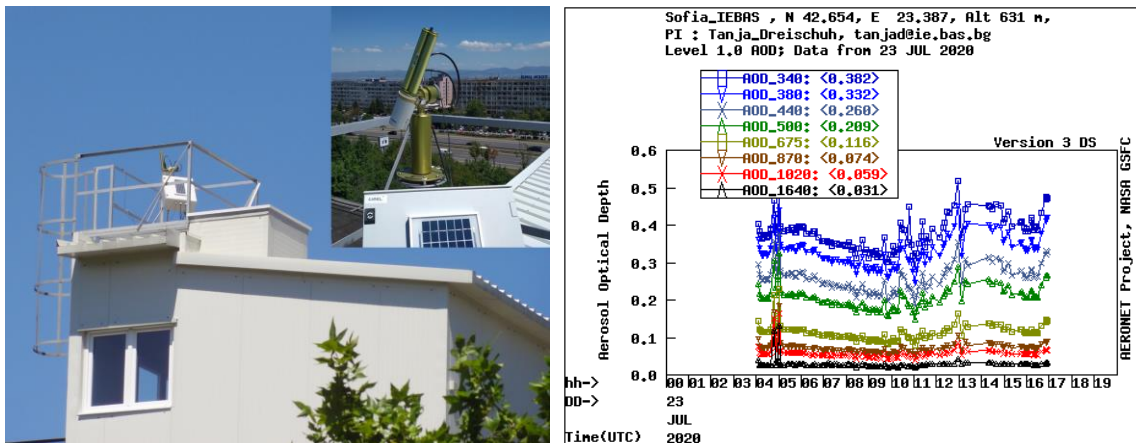 CIMEL
Sofia_IEBAS , N 42.654, E  23.387, Alt 631 m,
PI : Tanja_Dreischuh, tanjad@ie.bas.bg
Level 1.0 AOD; Data from 23 JUL 2020
AOD_340: <0.382>
AOD_380: <0.332>
AOD_440: <0.260>
AOD_500: <0.209>
AOD_675: <0.116>
AOD_870: <0.074>
AOD_1020: <0.059>
AOD_1640: <0.031>
Version 3 DS
Aerosol Optical Depth
0.6
0.5
0.4
0.3
0.2
0.1
0.0
AERONET Project, NASA GSFC
hh-> 00 01 02 03 04 05 06 07 08 09 10 11 12 13 14 15 16 17 18 19
DD-> 23
JUL
Time(UTC) 2020